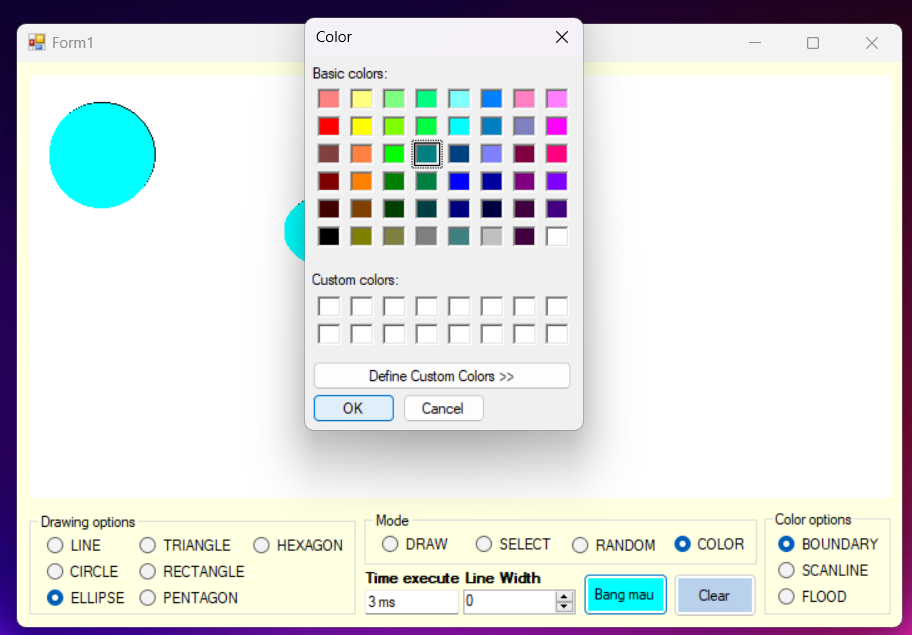 Form1
Color
Basic colors:
Custom colors:
Define Custom Colors >>
OK
Cancel
Drawing options
LINE
TRIANGLE
HEXAGON
CIRCLE
RECTANGLE
ELLIPSE
PENTAGON
Mode
DRAW
SELECT
RANDOM
COLOR
Time execute
Line Width
3 ms
0
Bang mau
Clear
Color options
BOUNDARY
SCANLINE
FLOOD